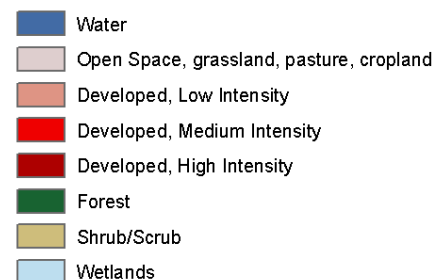 Water
Open Space, grassland, pasture, cropland
Developed, Low Intensity
Developed, Medium Intensity
Developed, High Intensity
Forest
Shrub/Scrub
Wetlands